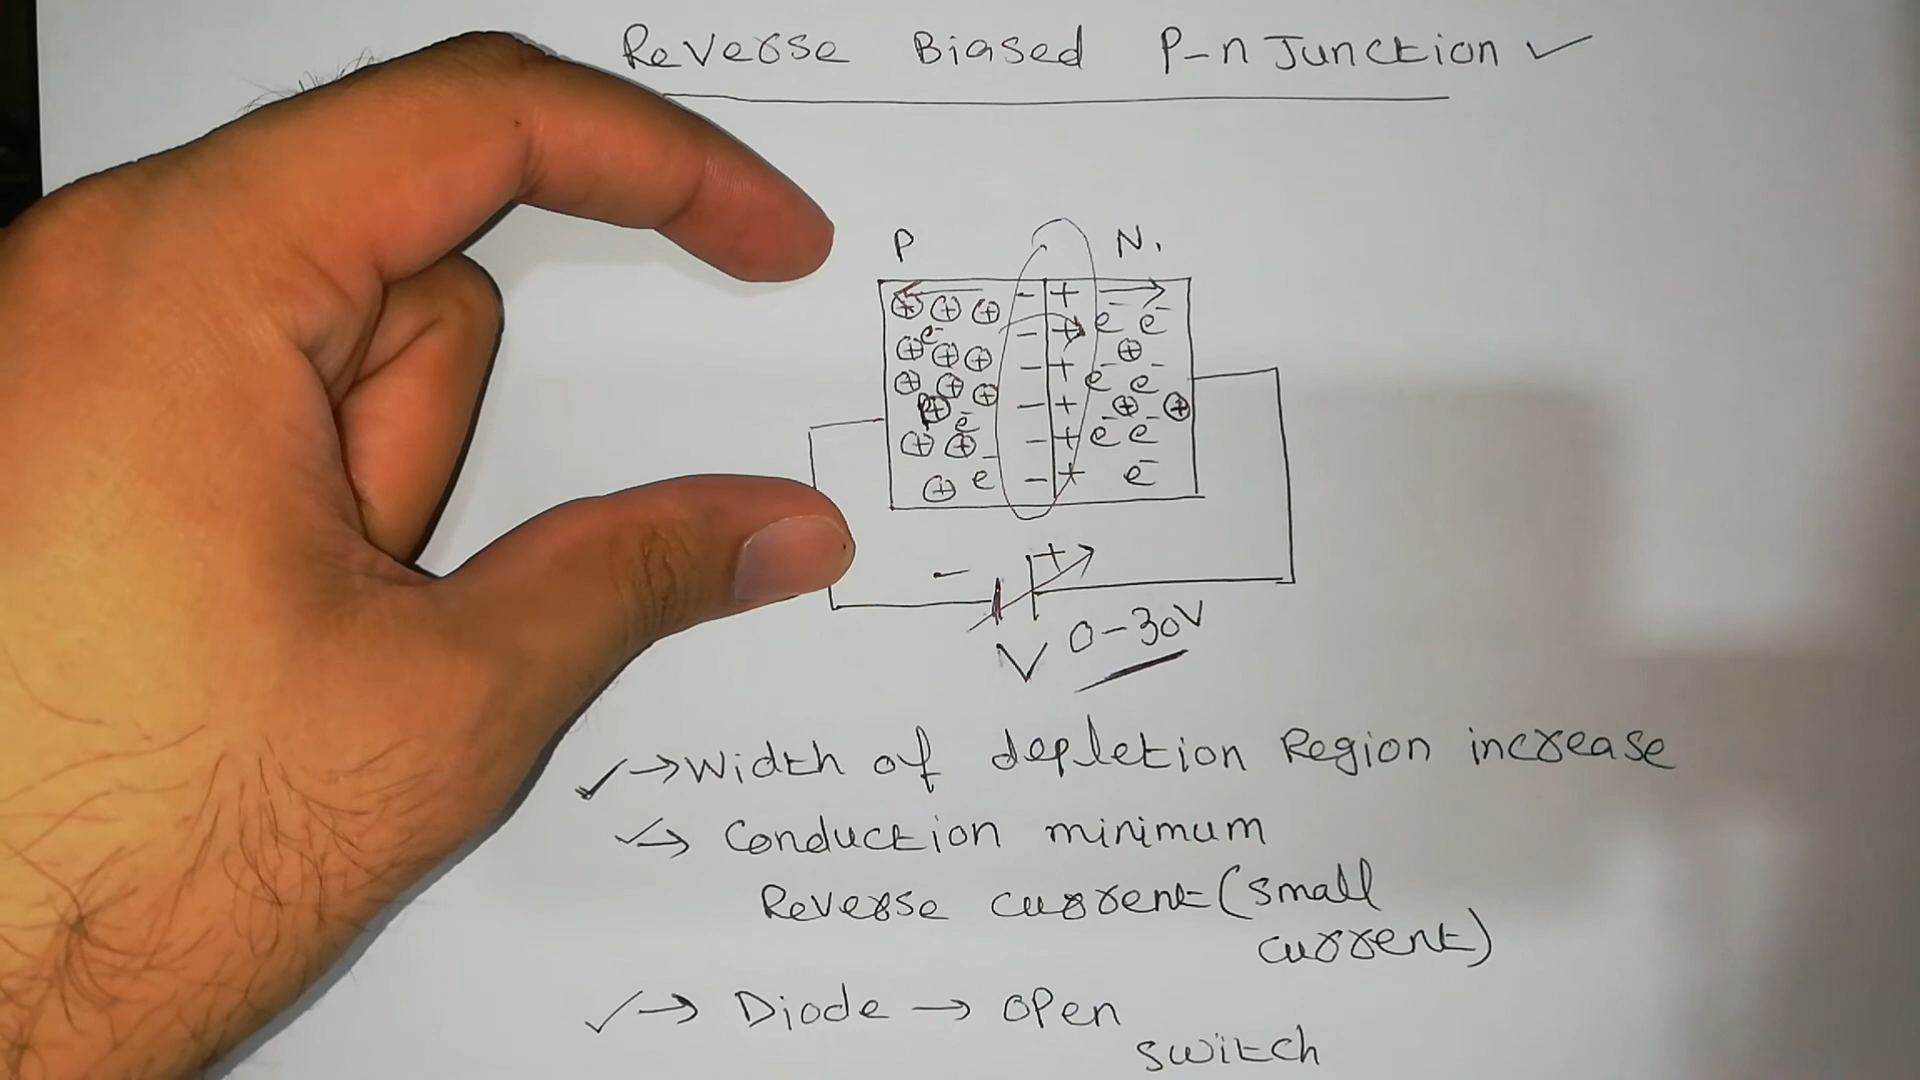 Reverse Biased P-n Junction ✓
P N.
← - + →
⊕ ⊕ ⊕ - + e⁻ e⁻
e⁻
⊕ ⊕ ⊕ - + ⊕
⊕ ⊕ ⊕ - + e⁻ e⁻
⊕ e⁻ - + ⊕ ⊕
⊕ ⊕ - + e⁻ e⁻
⊕ e⁻ - + e⁻
- +
V 0-30V
✓ → Width of depletion Region increase
✓ → Conduction minimum
Reverse current (small
current)
✓ → Diode → open
switch